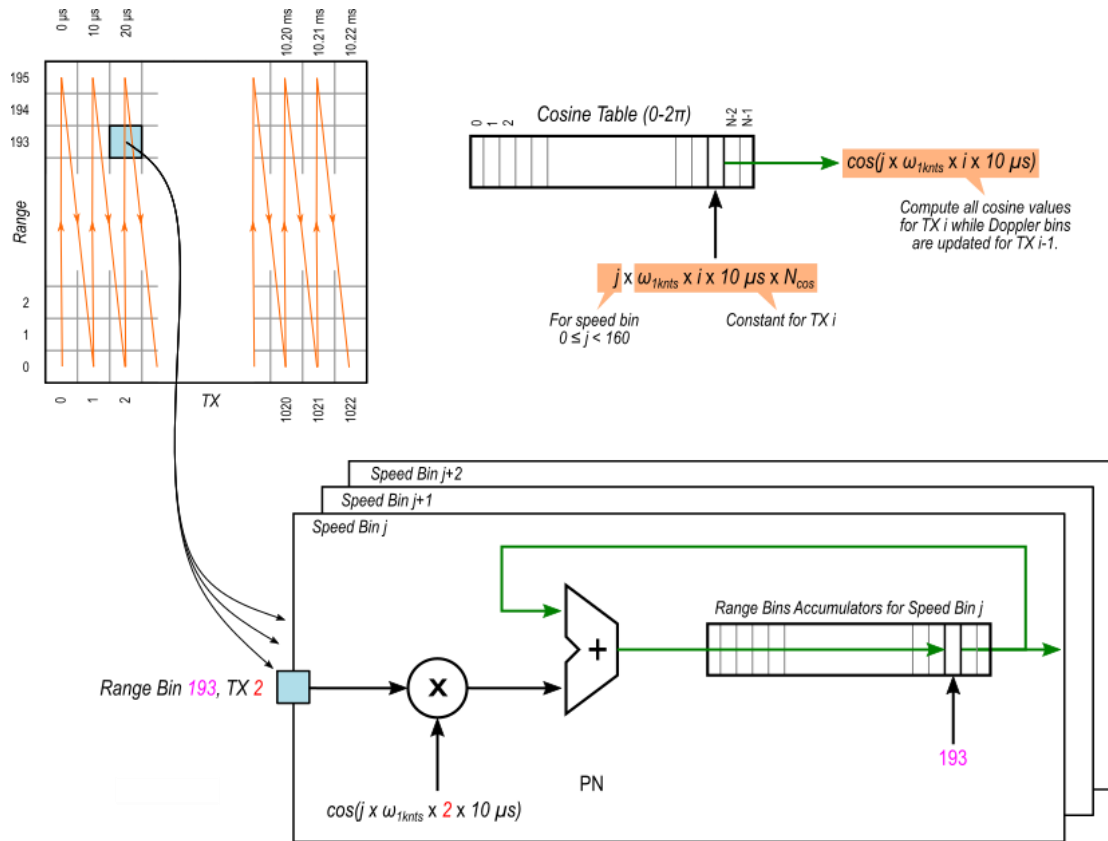 0 µs
10 µs
20 µs
10.20 ms
10.21 ms
10.22 ms
195
194
193
Range
2
1
0
0
1
2
TX
1020
1021
1022
Cosine Table (0-2π)
0
1
2
N-2
N-1
cos(j x ω1knts x i x 10 µs)
Compute all cosine values
for TX i while Doppler bins
are updated for TX i-1.
j x ω1knts x i x 10 µs x Ncos
For speed bin
0 ≤ j < 160
Constant for TX i
Speed Bin j+2
Speed Bin j+1
Speed Bin j
Range Bins Accumulators for Speed Bin j
+
Range Bin 193, TX 2
X
193
PN
cos(j x ω1knts x 2 x 10 µs)